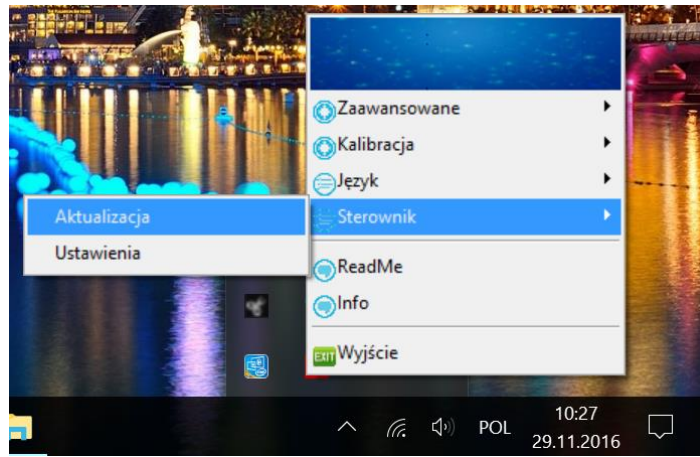 Zaawansowane
Kalibracja
Język
Sterownik
Aktualizacja
Ustawienia
ReadMe
Info
EXIT Wyjście
POL
10:27
29.11.2016